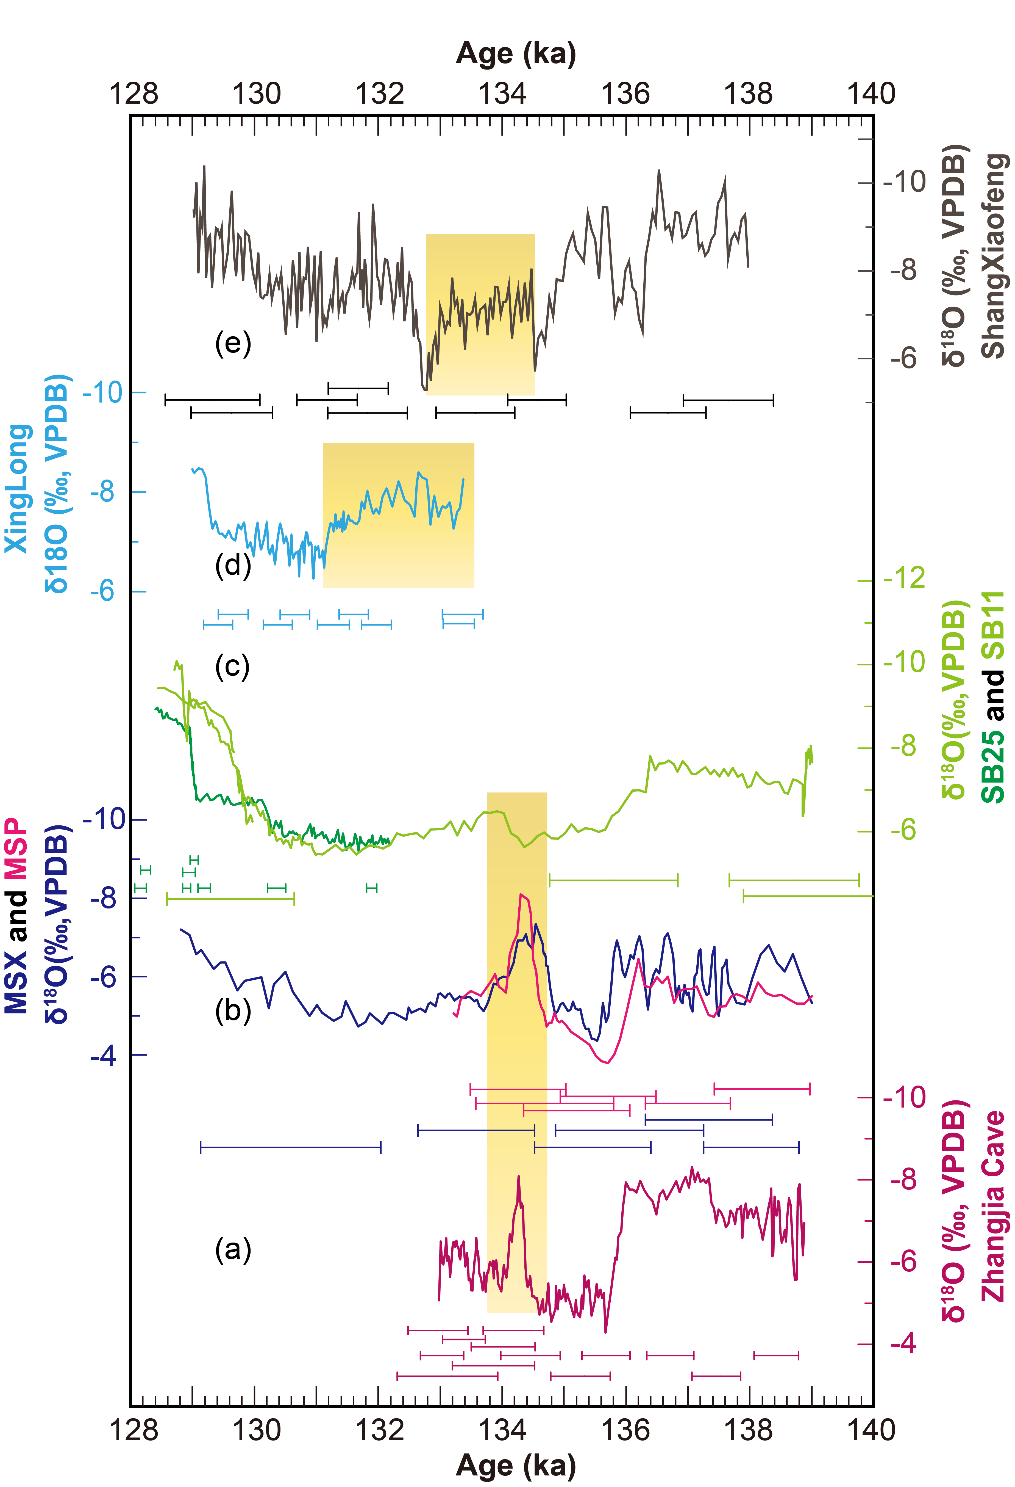 Age (ka)
128 130 132 134 136 138 140
-10
-8
-6
δ¹⁸O (‰, VPDB)
ShangXiaofeng
(e)
XingLong
δ18O (‰, VPDB)
-10
-8
-6
(d)
-12
-10
-8
-6
δ¹⁸O(‰,VPDB)
SB25 and SB11
(c)
MSX and MSP
δ¹⁸O(‰,VPDB)
-10
-8
-6
-4
(b)
-10
-8
-6
-4
δ¹⁸O (‰, VPDB)
Zhangjia Cave
(a)
128 130 132 134 136 138 140
Age (ka)